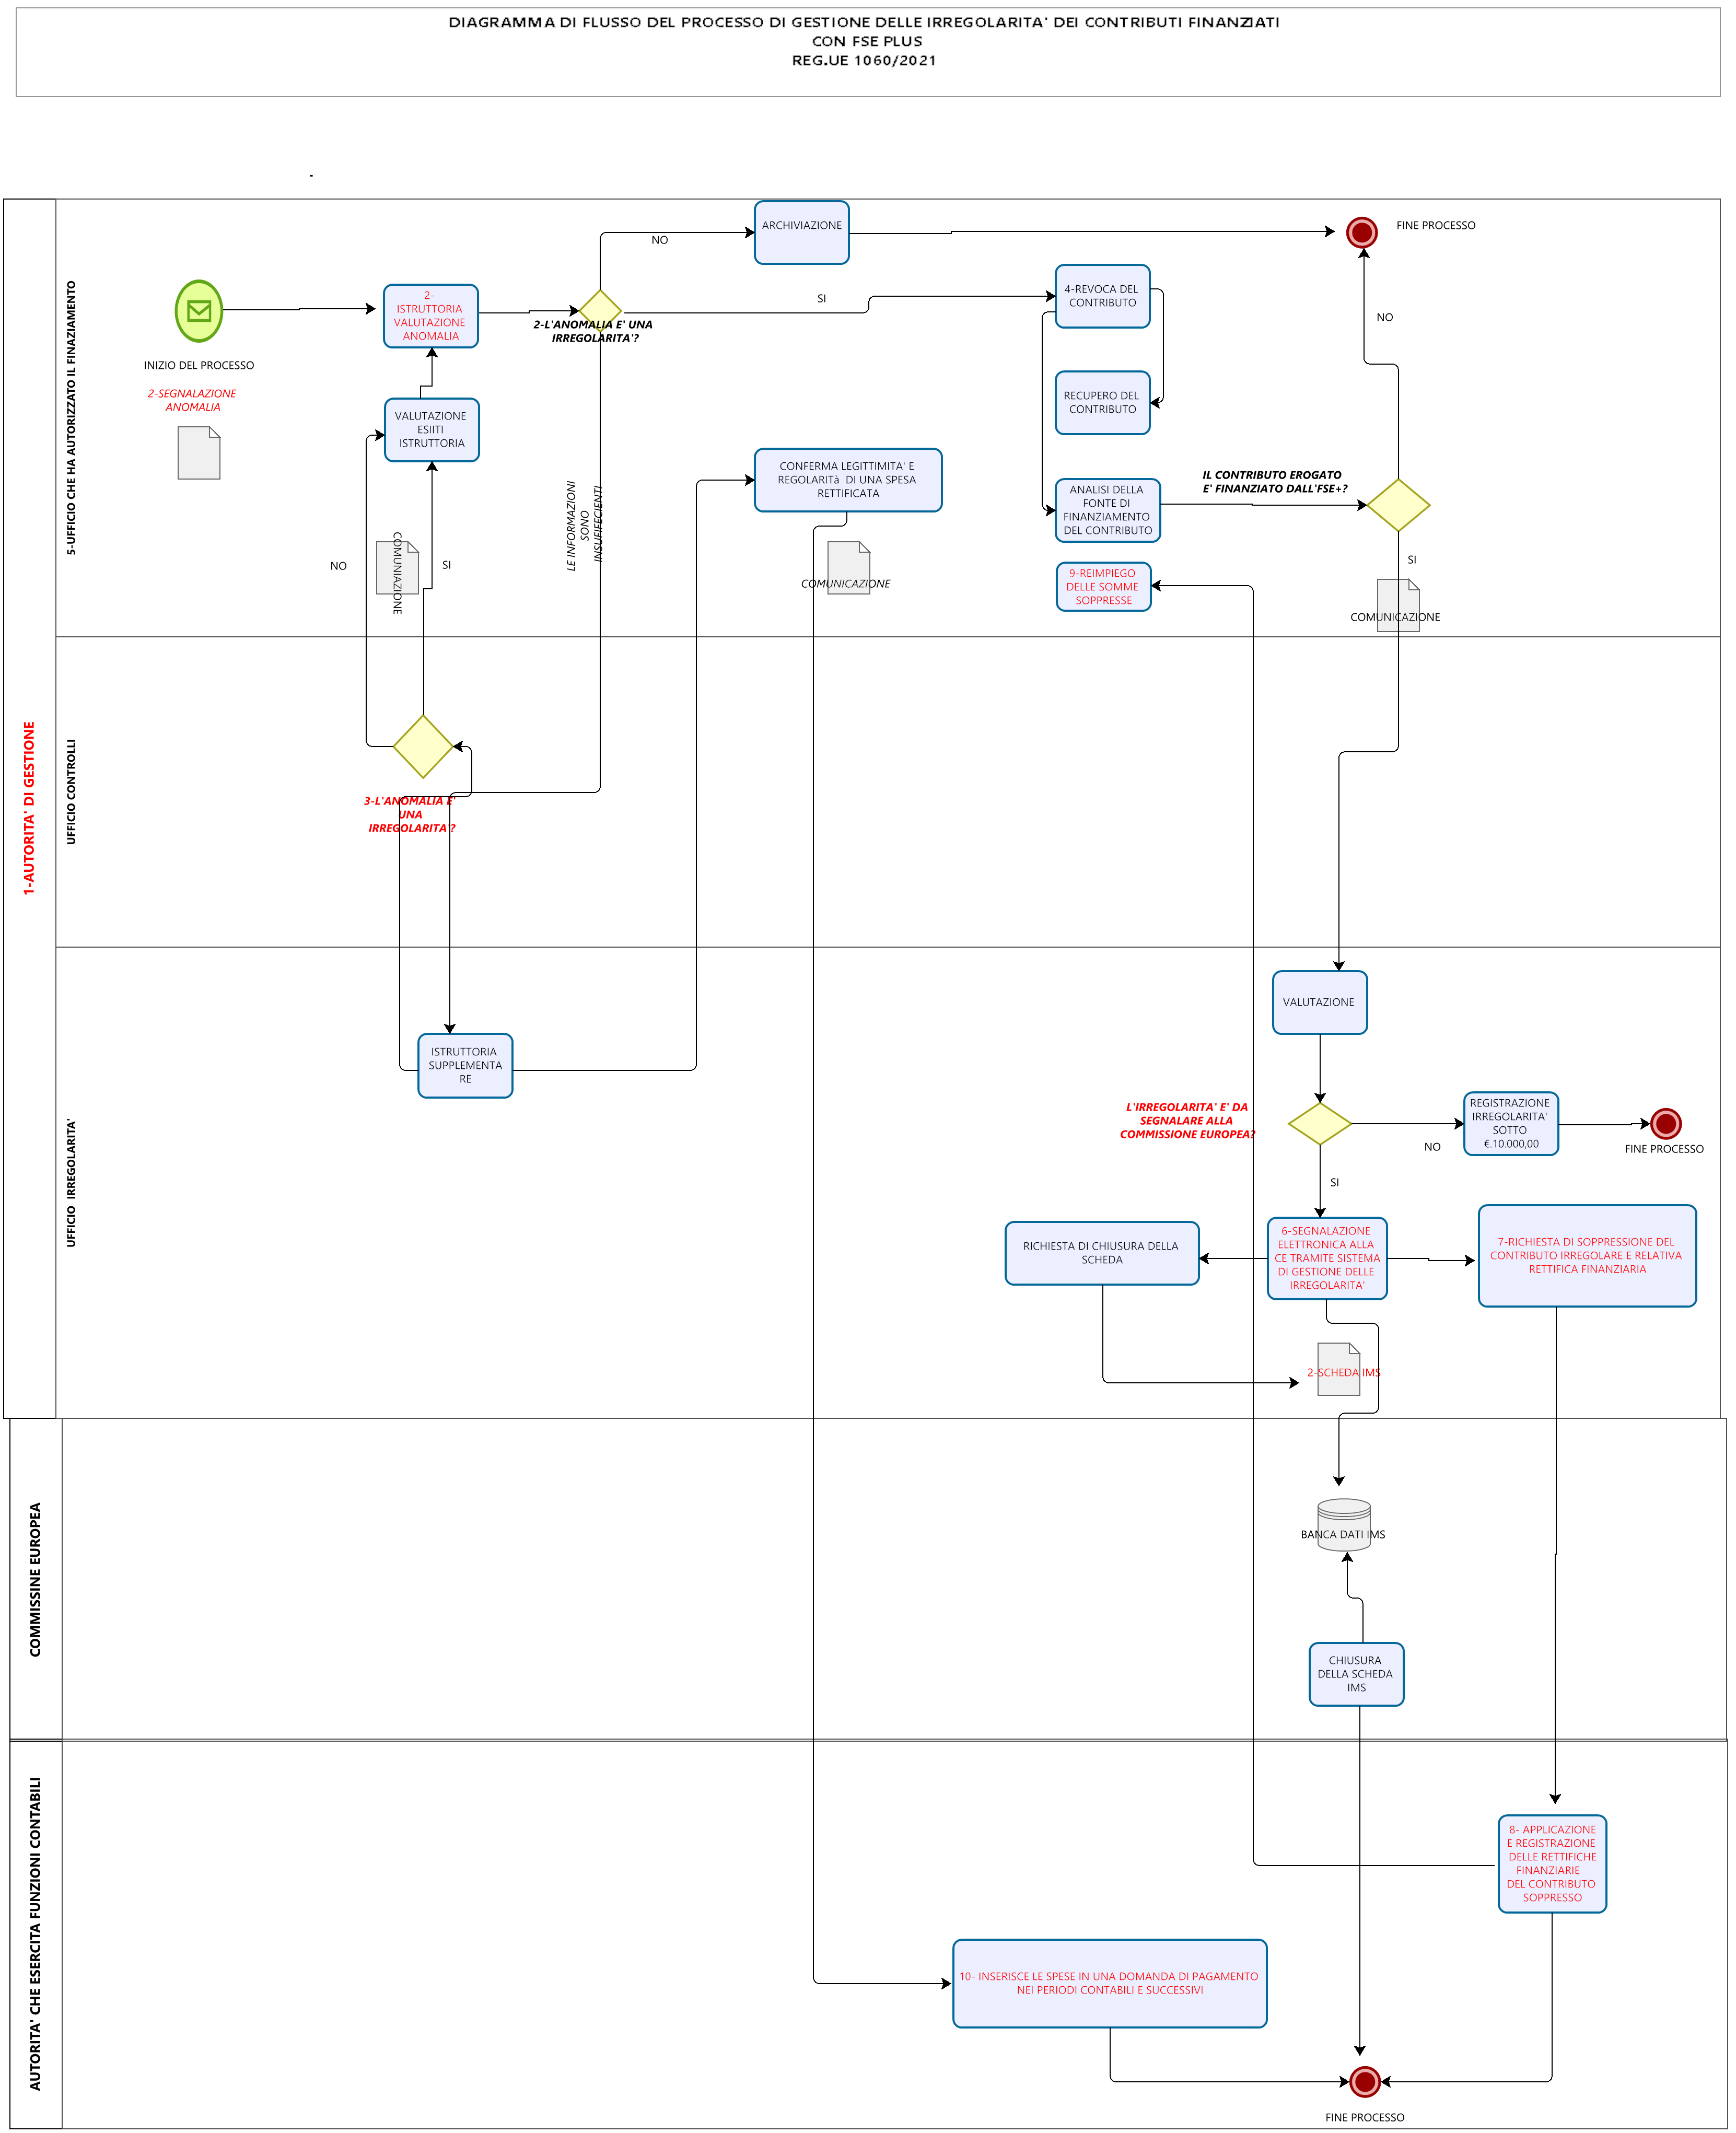 DIAGRAMMA DI FLUSSO DEL PROCESSO DI GESTIONE DELLE IRREGOLARITA' DEI CONTRIBUTI FINANZIATI
CON FSE PLUS
REG.UE 1060/2021
-
1-AUTORITA' DI GESTIONE
5-UFFICIO CHE HA AUTORIZZATO IL FINAZIAMENTO
INIZIO DEL PROCESSO
2-SEGNALAZIONE
ANOMALIA
2-
ISTRUTTORIA
VALUTAZIONE
ANOMALIA
2-L'ANOMALIA E' UNA
IRREGOLARITA'?
NO
ARCHIVIAZIONE
FINE PROCESSO
SI
4-REVOCA DEL
CONTRIBUTO
NO
RECUPERO DEL
CONTRIBUTO
VALUTAZIONE
ESIITI
ISTRUTTORIA
CONFERMA LEGITTIMITA' E
REGOLARITà DI UNA SPESA
RETTIFICATA
LE INFORMAZIONI
SONO
INSUFIFECIENTI
ANALISI DELLA
FONTE DI
FINANZIAMENTO
DEL CONTRIBUTO
IL CONTRIBUTO EROGATO
E' FINANZIATO DALL'FSE+?
NO
COMUNIAZIONE
SI
COMUNICAZIONE
9-REIMPIEGO
DELLE SOMME
SOPPRESSE
SI
COMUNICAZIONE
UFFICIO CONTROLLI
3-L'ANOMALIA E'
UNA
IRREGOLARITA'?
UFFICIO IRREGOLARITA'
ISTRUTTORIA
SUPPLEMENTA
RE
VALUTAZIONE
L'IRREGOLARITA' E' DA
SEGNALARE ALLA
COMMISSIONE EUROPEA?
NO
REGISTRAZIONE
IRREGOLARITA'
SOTTO
€.10.000,00
FINE PROCESSO
SI
RICHIESTA DI CHIUSURA DELLA
SCHEDA
6-SEGNALAZIONE
ELETTRONICA ALLA
CE TRAMITE SISTEMA
DI GESTIONE DELLE
IRREGOLARITA'
7-RICHIESTA DI SOPPRESSIONE DEL
CONTRIBUTO IRREGOLARE E RELATIVA
RETTIFICA FINANZIARIA
2-SCHEDA IMS
COMMISSINE EUROPEA
BANCA DATI IMS
CHIUSURA
DELLA SCHEDA
IMS
AUTORITA' CHE ESERCITA FUNZIONI CONTABILI
8- APPLICAZIONE
E REGISTRAZIONE
DELLE RETTIFICHE
FINANZIARIE
DEL CONTRIBUTO
SOPPRESSO
10- INSERISCE LE SPESE IN UNA DOMANDA DI PAGAMENTO
NEI PERIODI CONTABILI E SUCCESSIVI
FINE PROCESSO